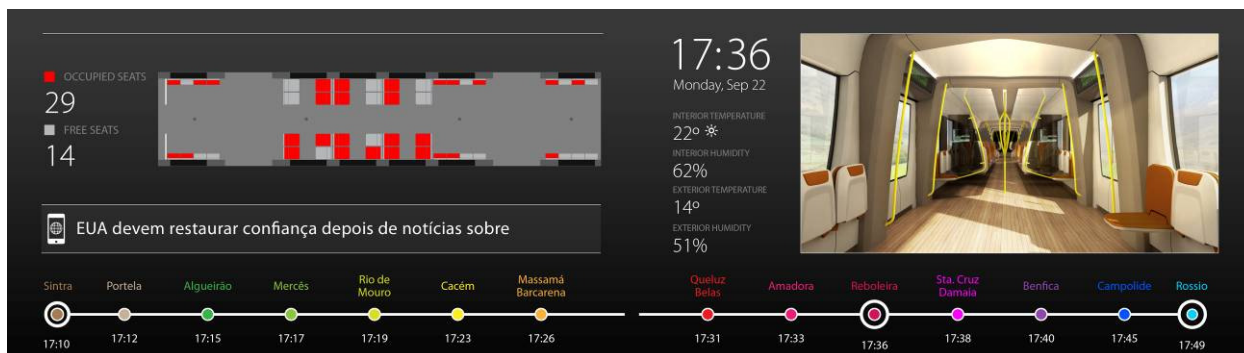 OCCUPIED SEATS
29
FREE SEATS
14
17:36
Monday, Sep 22
INTERIOR TEMPERATURE
22º
INTERIOR HUMIDITY
62%
EXTERIOR TEMPERATURE
14º
EXTERIOR HUMIDITY
51%
EUA devem restaurar confiança depois de notícias sobre
Sintra
Portela
Algueirão
Mercês
Rio de
Mouro
Cacém
Massamá
Barcarena
Queluz
Belas
Amadora
Reboleira
Sta. Cruz
Damaia
Benfica
Campolide
Rossio
17:10
17:12
17:15
17:17
17:19
17:23
17:26
17:31
17:33
17:36
17:38
17:40
17:45
17:49